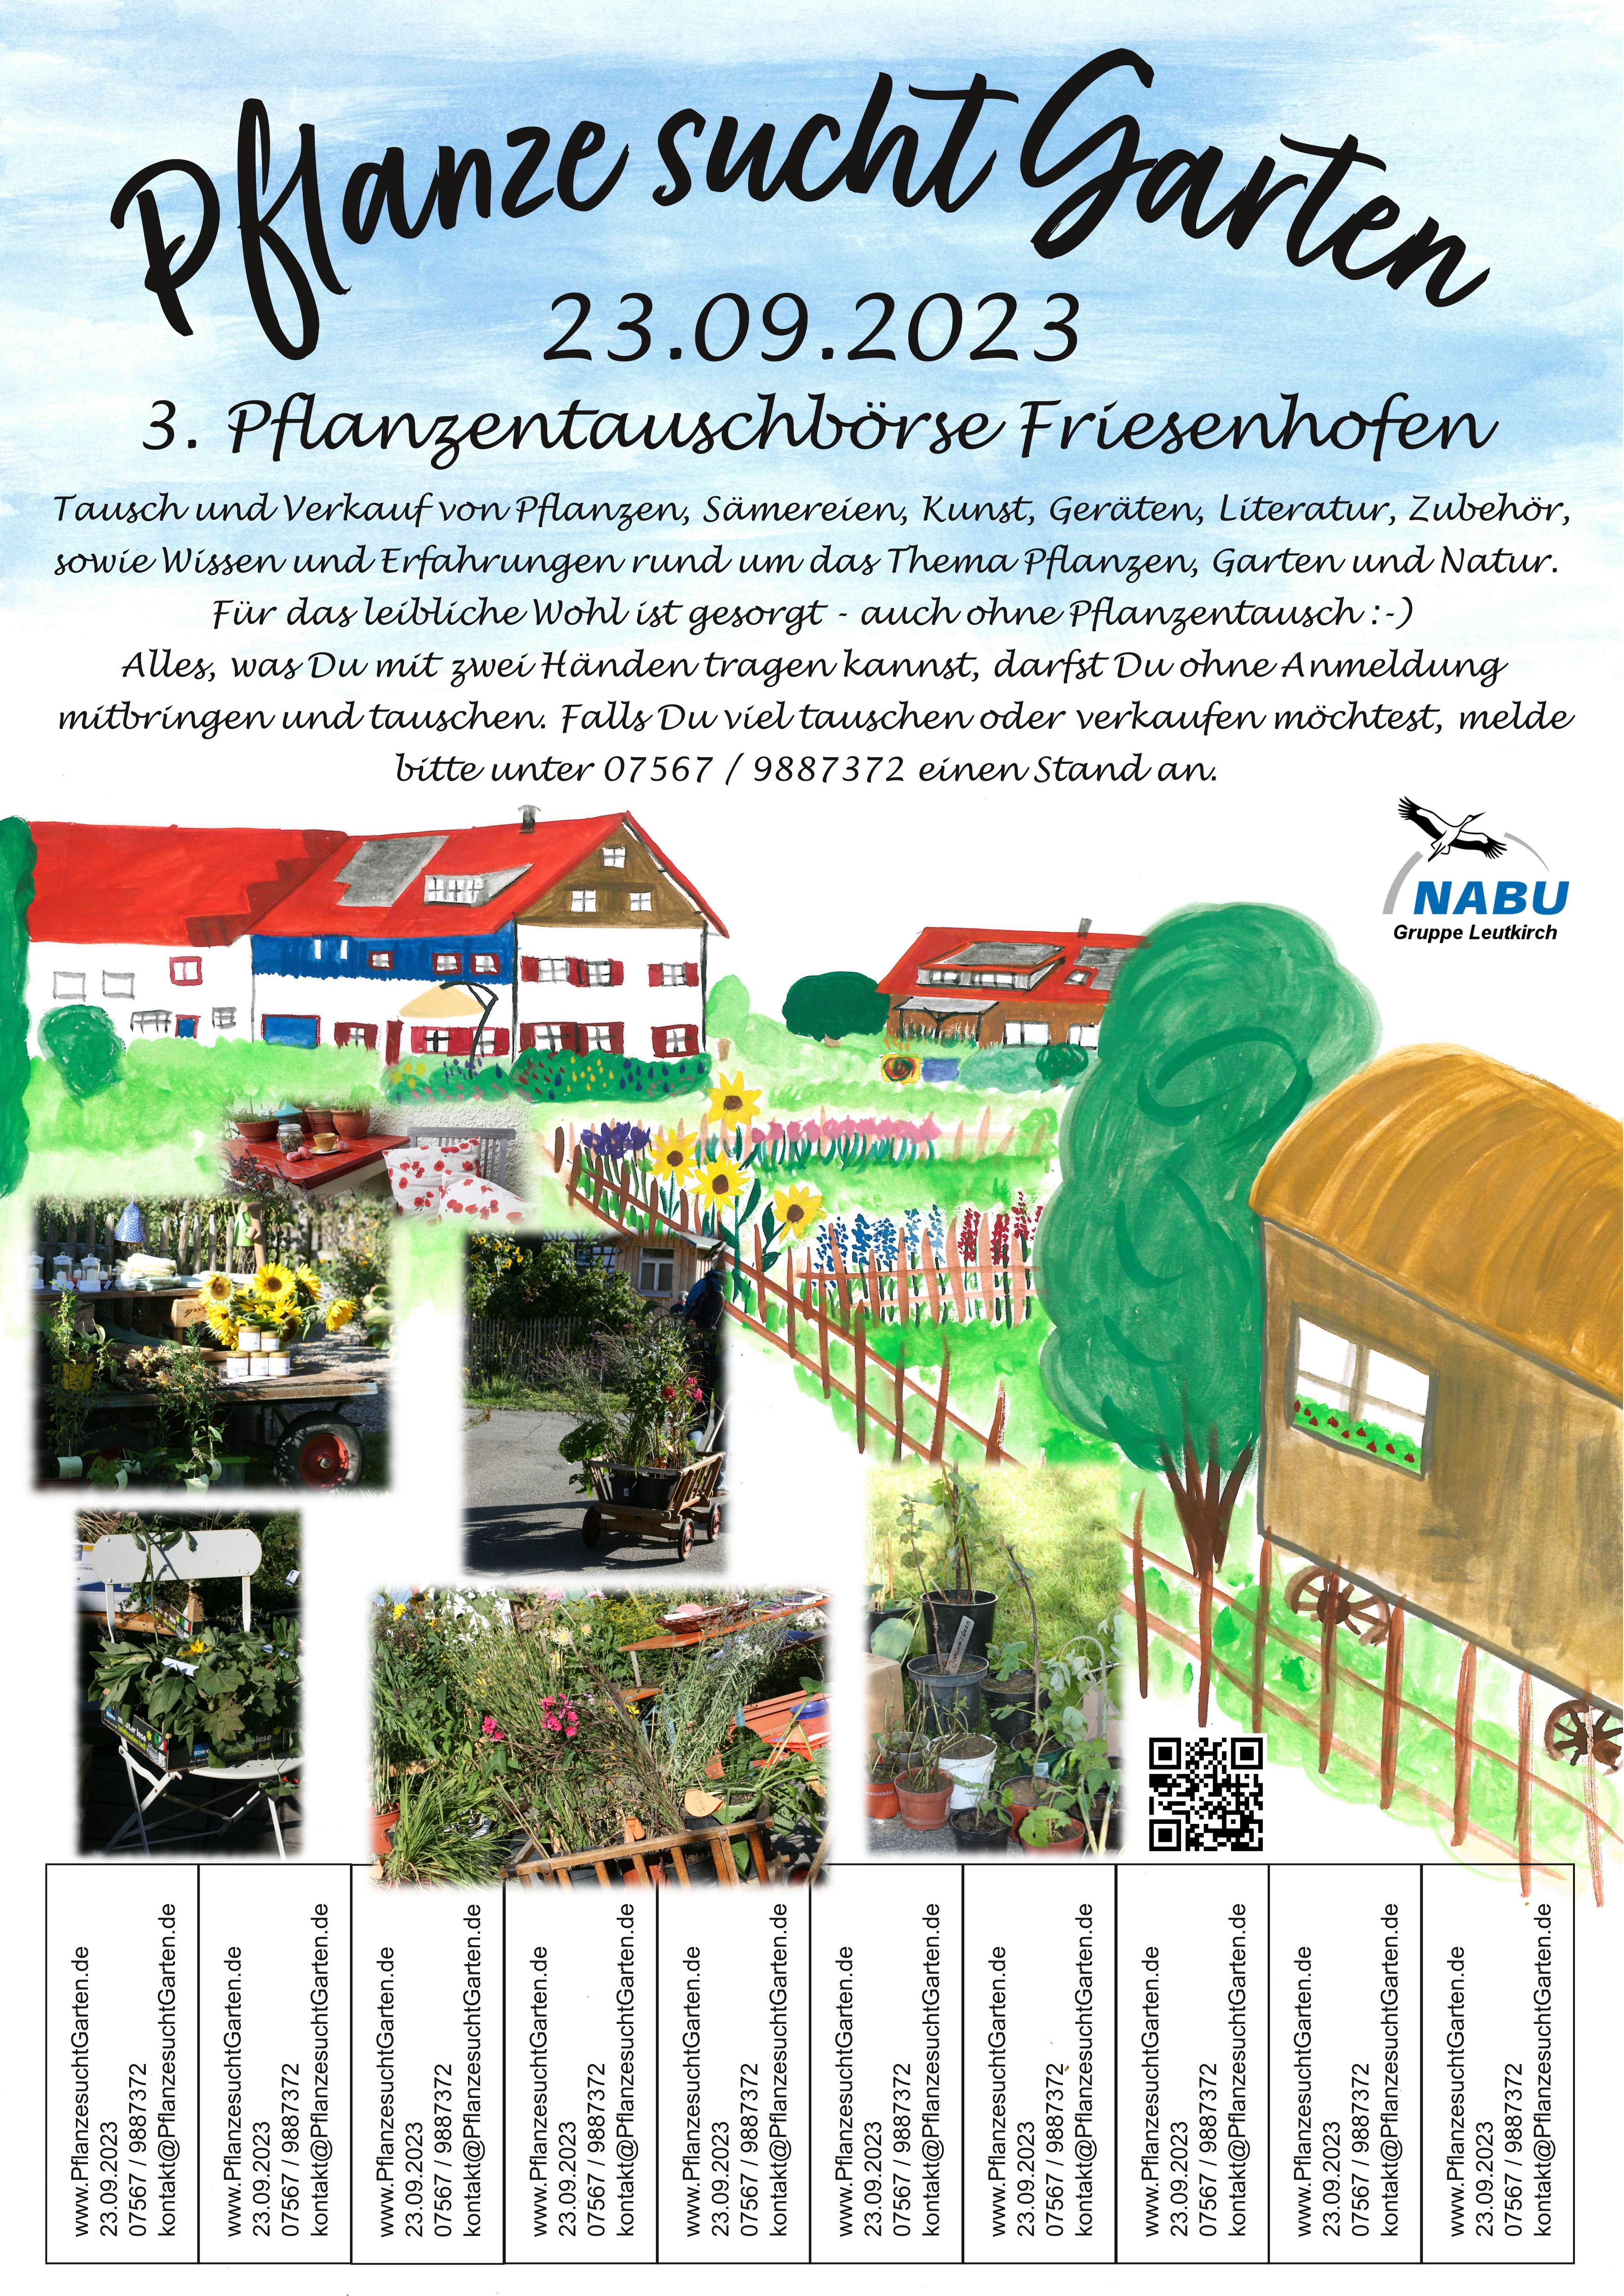 Pflanze sucht Garten
23.09.2023
3. Pflanzentauschbörse Friesenhofen
Tausch und Verkauf von Pflanzen, Sämereien, Kunst, Geräten, Literatur, Zubehör,
sowie Wissen und Erfahrungen rund um das Thema Pflanzen, Garten und Natur.
Für das leibliche Wohl ist gesorgt - auch ohne Pflanzentausch :-)
Alles, was Du mit zwei Händen tragen kannst, darfst Du ohne Anmeldung
mitbringen und tauschen. Falls Du viel tauschen oder verkaufen möchtest, melde
bitte unter 07567 / 9887372 einen Stand an.
NABU
Gruppe Leutkirch
www.PflanzesuchtGarten.de
23.09.2023
07567 / 9887372
kontakt@PflanzesuchtGarten.de
www.PflanzesuchtGarten.de
23.09.2023
07567 / 9887372
kontakt@PflanzesuchtGarten.de
www.PflanzesuchtGarten.de
23.09.2023
07567 / 9887372
kontakt@PflanzesuchtGarten.de
www.PflanzesuchtGarten.de
23.09.2023
07567 / 9887372
kontakt@PflanzesuchtGarten.de
www.PflanzesuchtGarten.de
23.09.2023
07567 / 9887372
kontakt@PflanzesuchtGarten.de
www.PflanzesuchtGarten.de
23.09.2023
07567 / 9887372
kontakt@PflanzesuchtGarten.de
www.PflanzesuchtGarten.de
23.09.2023
07567 / 9887372
kontakt@PflanzesuchtGarten.de
www.PflanzesuchtGarten.de
23.09.2023
07567 / 9887372
kontakt@PflanzesuchtGarten.de
www.PflanzesuchtGarten.de
23.09.2023
07567 / 9887372
kontakt@PflanzesuchtGarten.de
www.PflanzesuchtGarten.de
23.09.2023
07567 / 9887372
kontakt@PflanzesuchtGarten.de